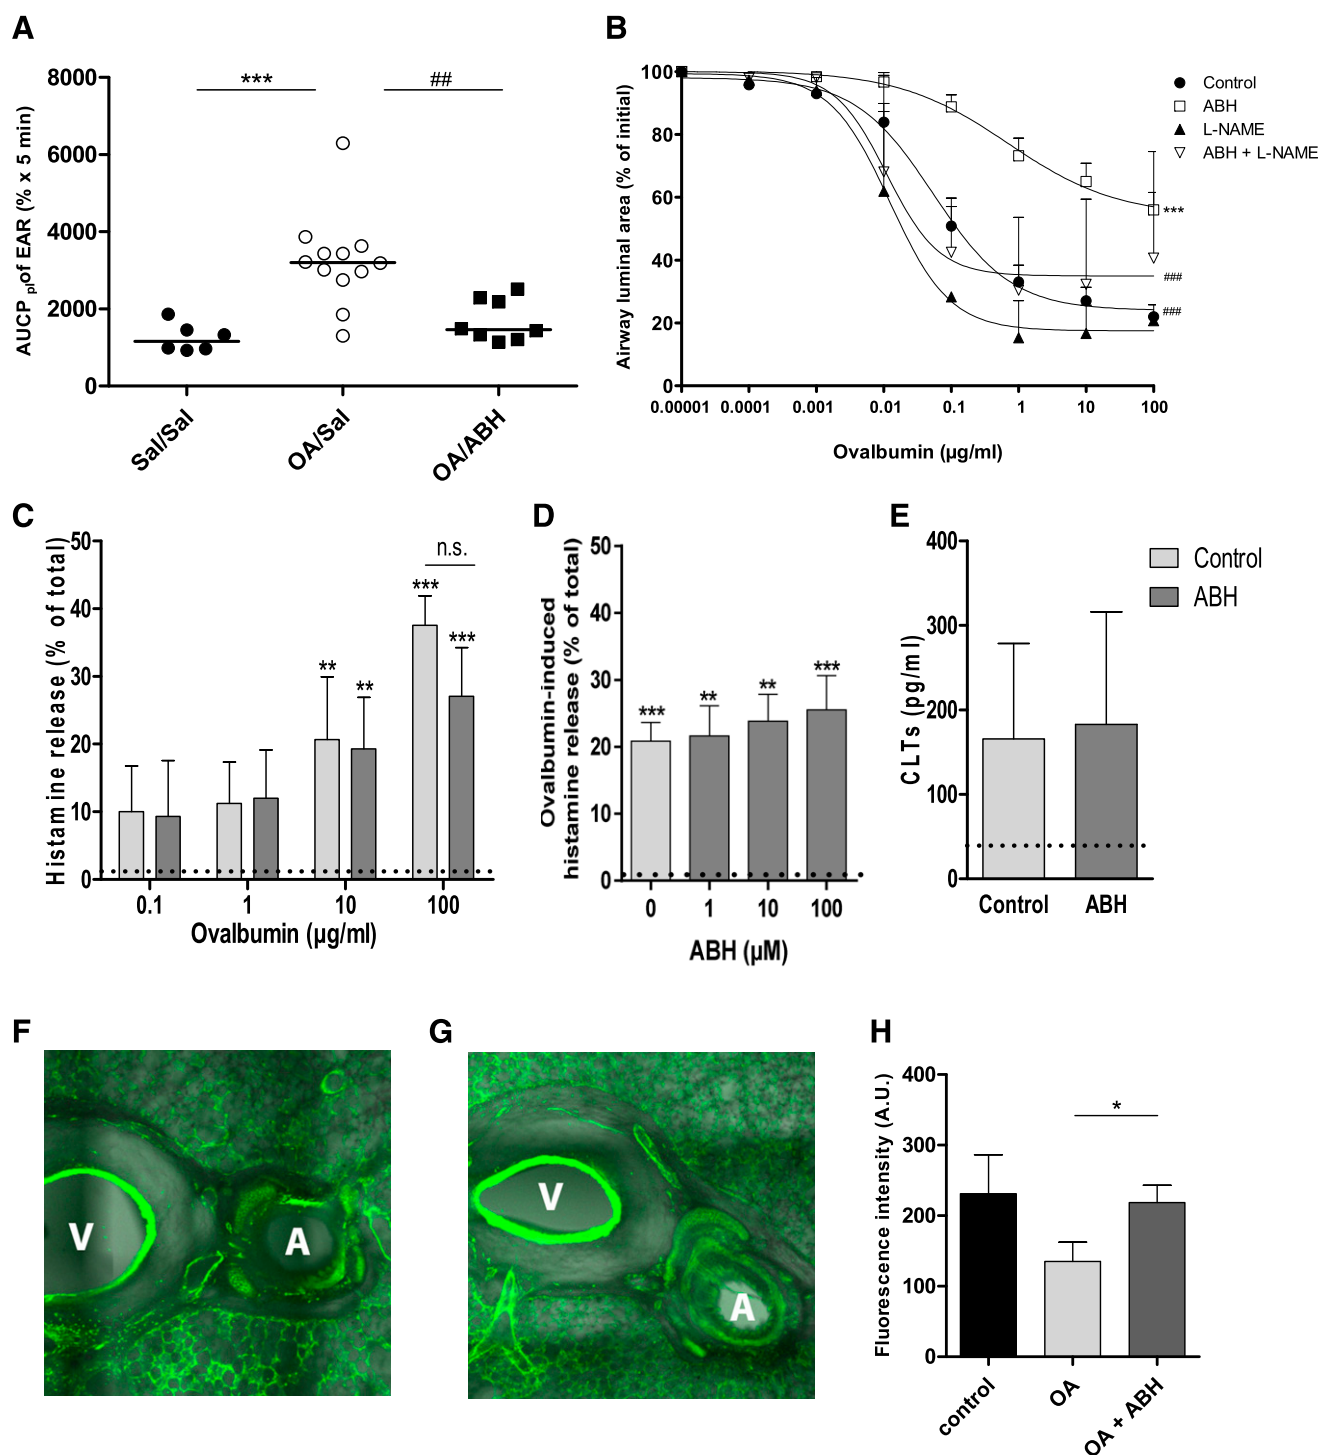 A
AUCP pl of EAR (% x 5 min)
8000
6000
4000
2000
0
***
##
Sal/Sal
OA/Sal
OA/ABH
B
Airway luminal area (% of initial)
100
80
60
40
20
0
0.00001 0.0001 0.001 0.01 0.1 1 10 100
Ovalbumin (µg/ml)
Control
ABH
L-NAME
ABH + L-NAME
***
###
###
C
Histamine release (% of total)
50
40
30
20
10
0
** ** *** *** n.s.
0.1 1 10 100
Ovalbumin (µg/ml)
D
Ovalbumin-induced
histamine release (% of total)
50
40
30
20
10
0
*** ** ** ***
0 1 10 100
ABH (µM)
E
CLTs (pg/ml)
400
300
200
100
0
Control ABH
Control
ABH
F
V A
G
V
A
H
Fluorescence intensity (A.U.)
400
300
200
100
0
*
control
OA
OA + ABH